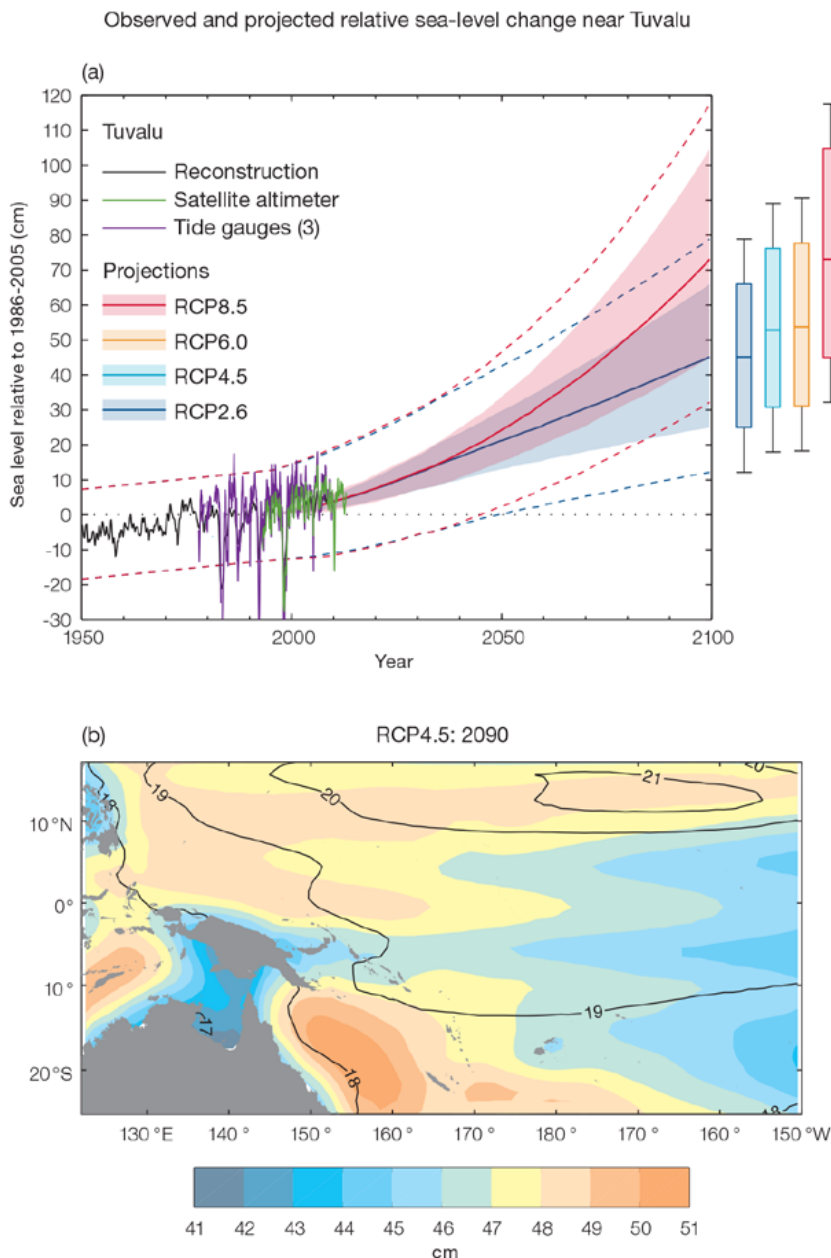 Observed and projected relative sea-level change near Tuvalu
(a)
120
110
100
90
80
70
60
50
40
30
20
10
0
-10
-20
-30
Sea level relative to 1986-2005 (cm)
Tuvalu
Reconstruction
Satellite altimeter
Tide gauges (3)
Projections
RCP8.5
RCP6.0
RCP4.5
RCP2.6
1950 2000 2050 2100
Year
(b) RCP4.5: 2090
18 19 20 21 20
10°N
0°
10°
20°S
17 18 19 18
130°E 140° 150° 160° 170° 180° 170° 160° 150°W
41 42 43 44 45 46 47 48 49 50 51
cm